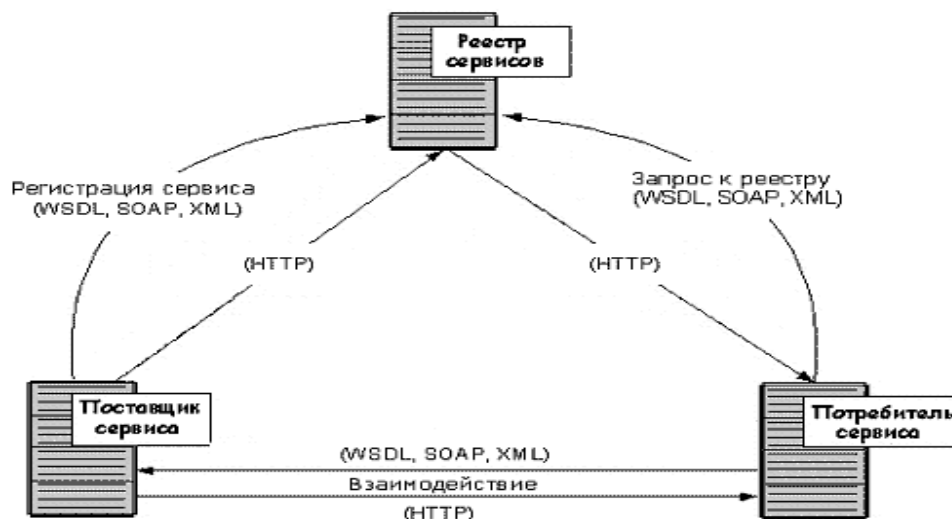 Реестр
сервисов
Регистрация сервиса
(WSDL, SOAP, XML)
Запрос к реестру
(WSDL, SOAP, XML)
(HTTP)
(HTTP)
Поставщик
сервиса
Потребитель
сервиса
(WSDL, SOAP, XML)
Взаимодействие
(HTTP)